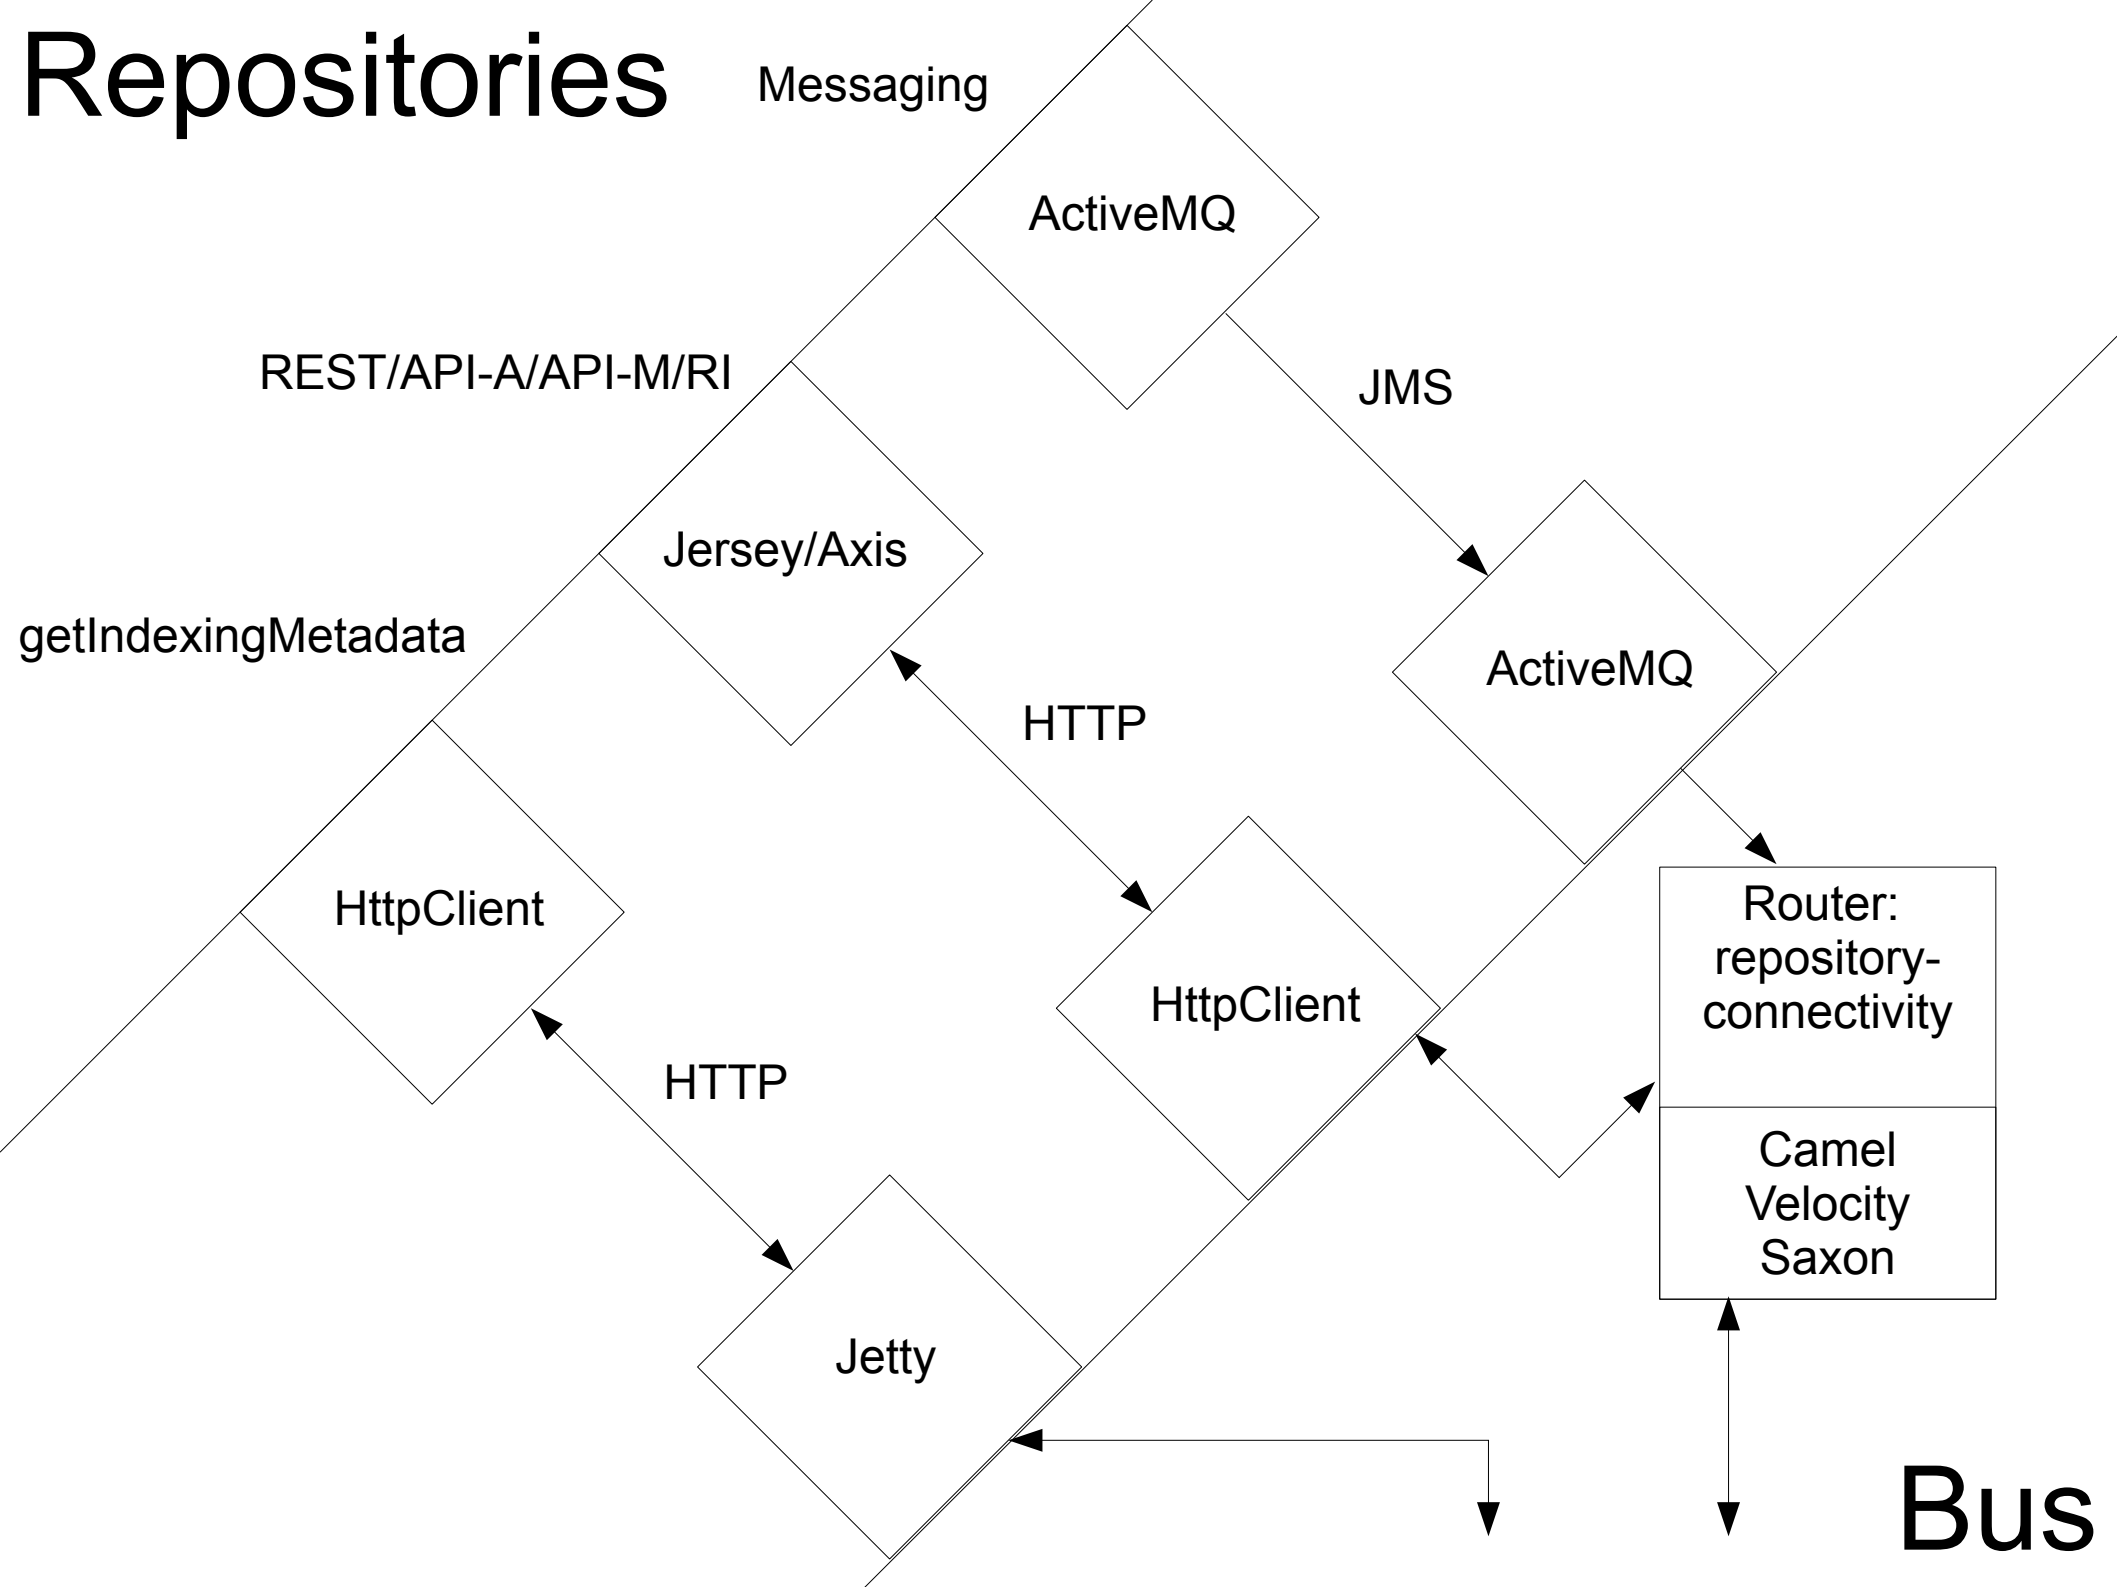 Repositories
Messaging
ActiveMQ
REST/API-A/API-M/RI
JMS
Jersey/Axis
getIndexingMetadata
ActiveMQ
HTTP
HttpClient
Router:
repository-
connectivity
HttpClient
HTTP
Camel
Velocity
Saxon
Jetty
Bus